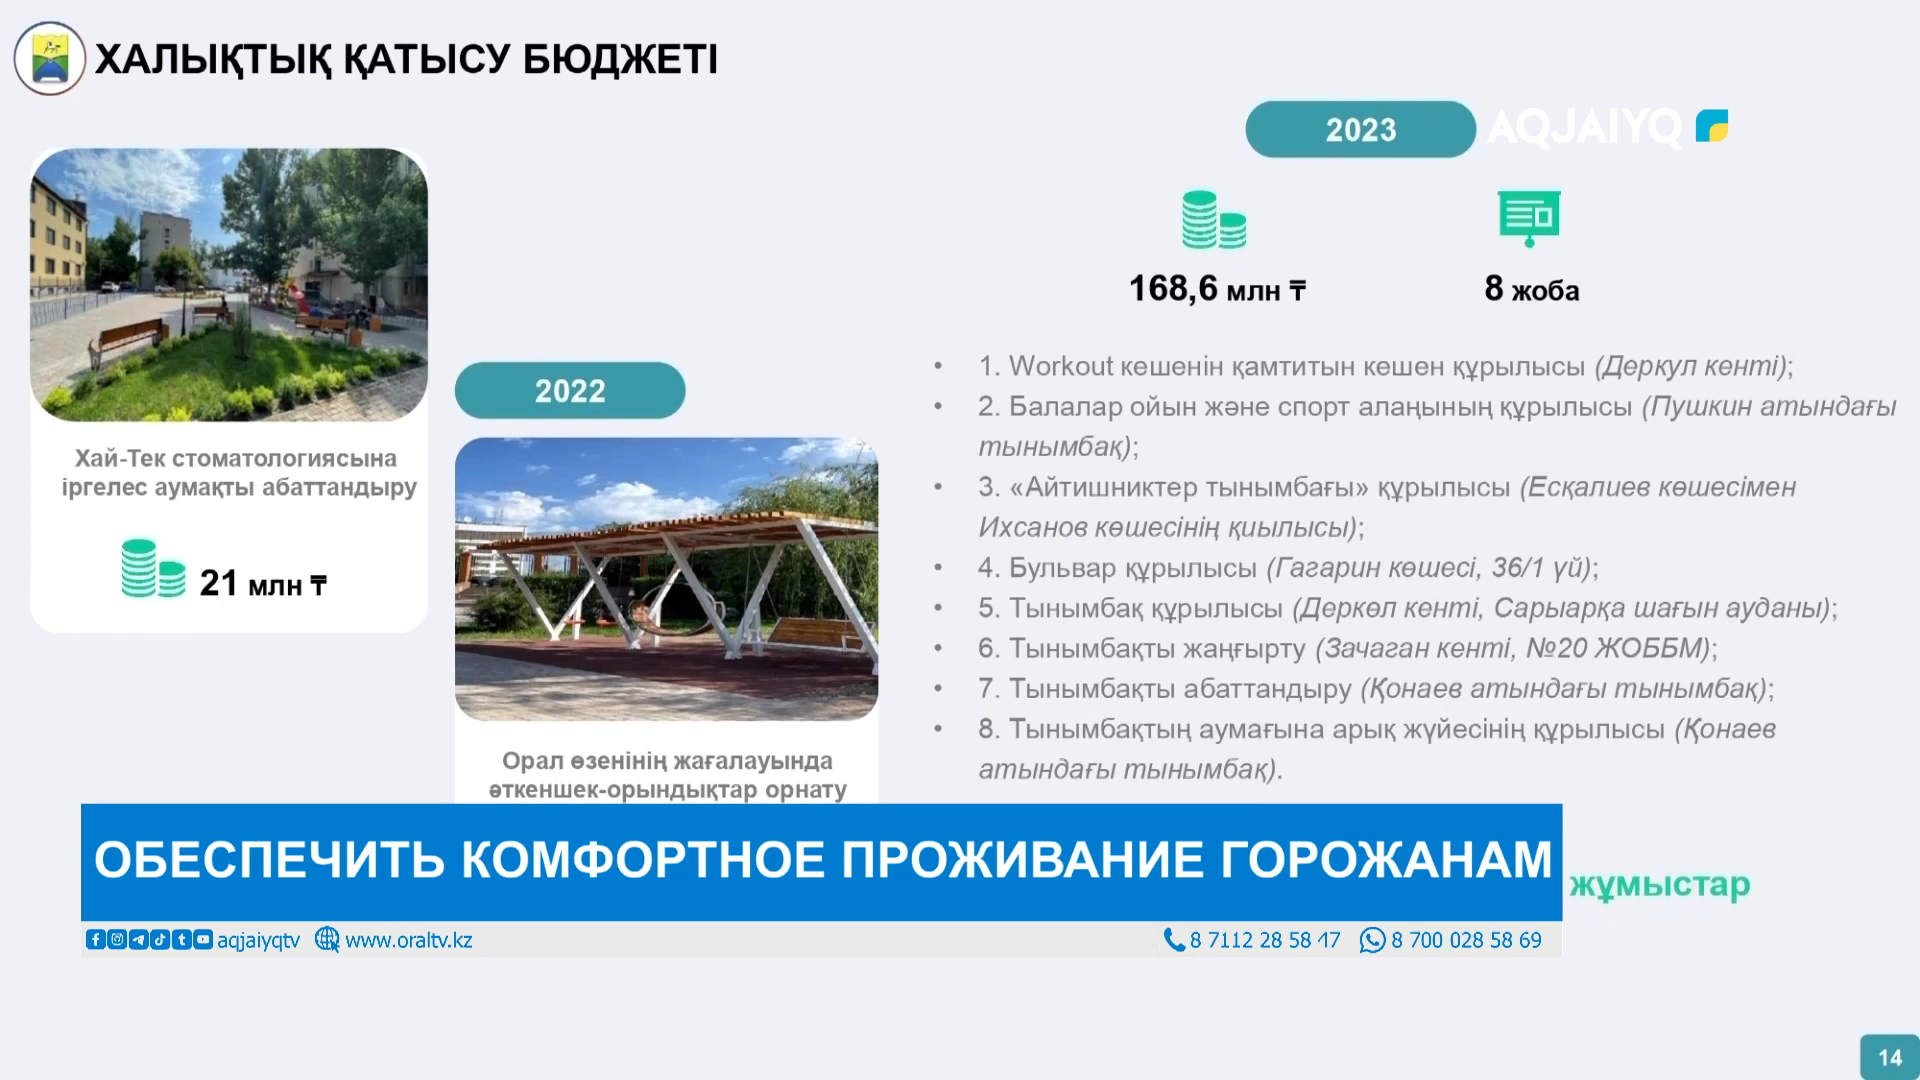 ХАЛЫҚТЫҚ ҚАТЫСУ БЮДЖЕТІ
2023
AQJAIYQ
168,6 млн ₸
8 жоба
Хай-Тек стоматологиясына
іргелес аумақты абаттандыру
21 млн ₸
2022
Орал өзенінің жағалауында
өткеншек-орындықтар орнату
• 1. Workout кешенін қамтитын кешен құрылысы (Деркул кенті);
• 2. Балалар ойын және спорт алаңының құрылысы (Пушкин атындағы
тынымбақ);
• 3. «Айтишниктер тынымбағы» құрылысы (Есқалиев көшесімен
Ихсанов көшесінің қиылысы);
• 4. Бульвар құрылысы (Гагарин көшесі, 36/1 үй);
• 5. Тынымбақ құрылысы (Деркөл кенті, Сарыарқа шағын ауданы);
• 6. Тынымбақты жаңғырту (Зачаган кенті, №20 ЖОББМ);
• 7. Тынымбақты абаттандыру (Қонаев атындағы тынымбақ);
• 8. Тынымбақтың аумағына арық жүйесінің құрылысы (Қонаев
атындағы тынымбақ).
ОБЕСПЕЧИТЬ КОМФОРТНОЕ ПРОЖИВАНИЕ ГОРОЖАНАМ
жұмыстар
aqjaiyqtv www.oraltv.kz 8 7112 28 58 17 8 700 028 58 69
14